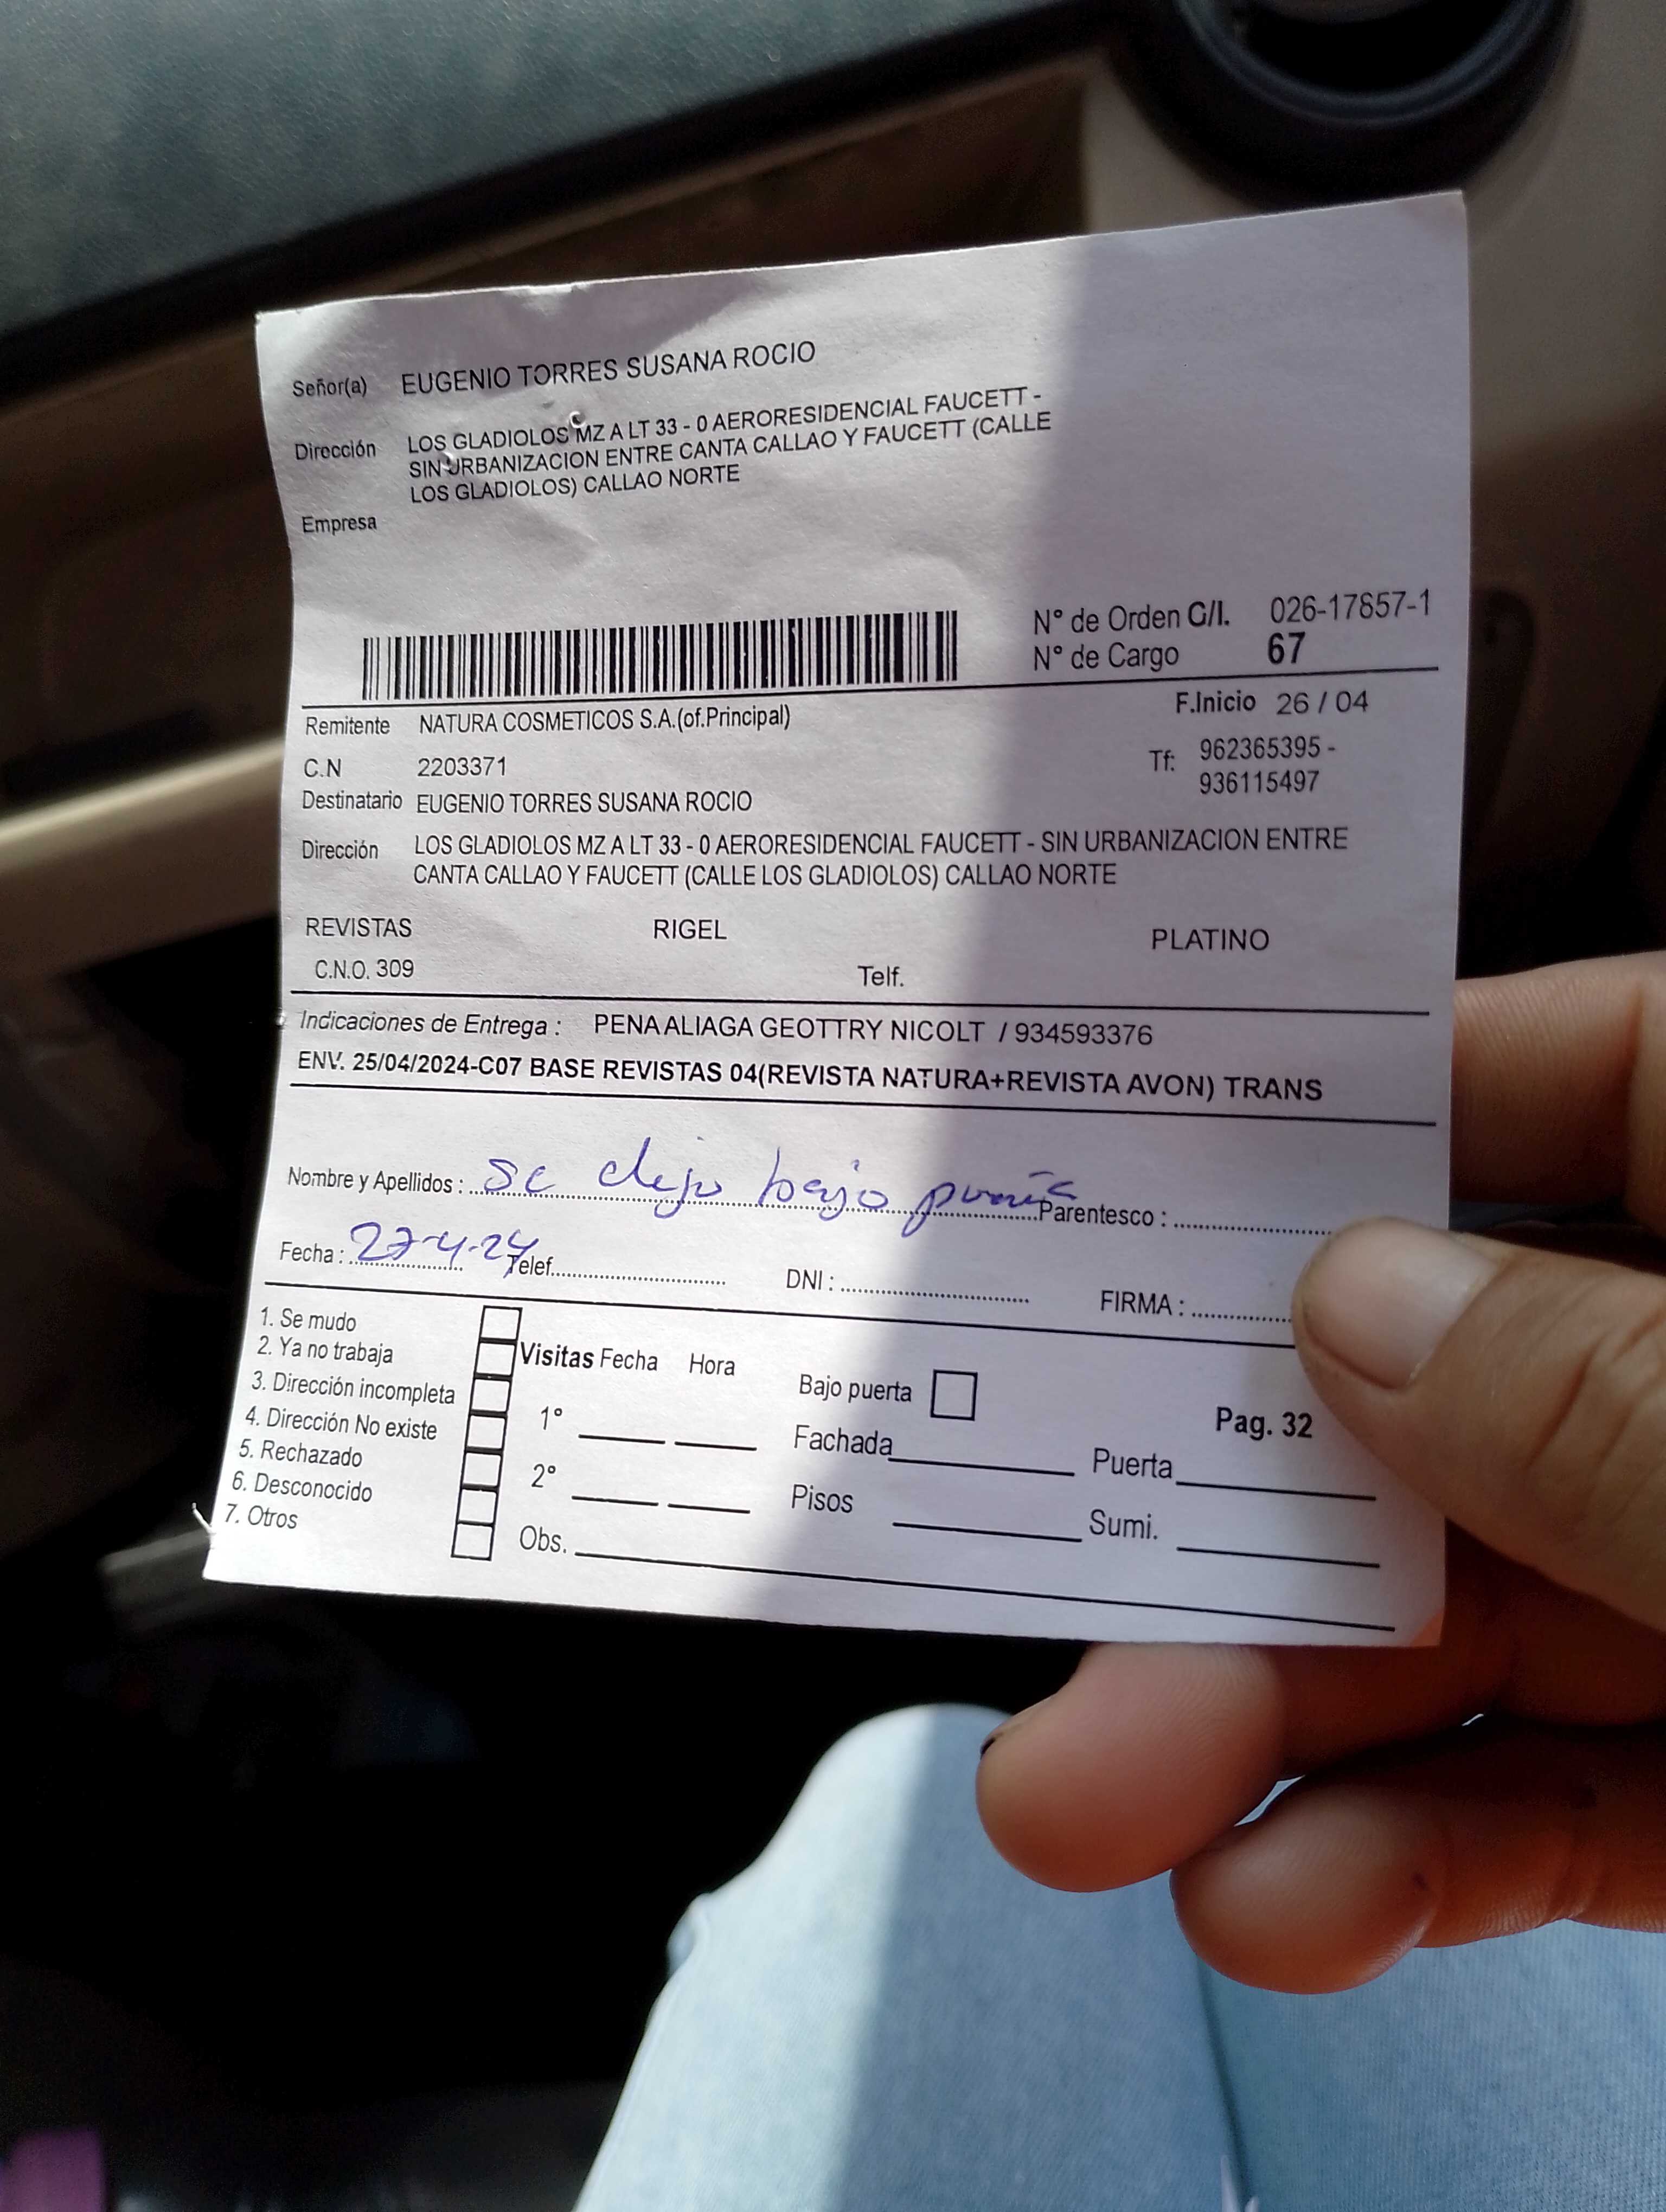 Señor(a) EUGENIO TORRES SUSANA ROCIO
Dirección LOS GLADIOLOS MZ A LT 33 - 0 AERORESIDENCIAL FAUCETT -
SIN URBANIZACION ENTRE CANTA CALLAO Y FAUCETT (CALLE
LOS GLADIOLOS) CALLAO NORTE
Empresa
N° de Orden G/I. 026-17857-1
N° de Cargo 67
Remitente NATURA COSMETICOS S.A.(of.Principal) F.Inicio 26 / 04
C.N 2203371 Tf: 962365395 -
936115497
Destinatario EUGENIO TORRES SUSANA ROCIO
Dirección LOS GLADIOLOS MZ A LT 33 - 0 AERORESIDENCIAL FAUCETT - SIN URBANIZACION ENTRE
CANTA CALLAO Y FAUCETT (CALLE LOS GLADIOLOS) CALLAO NORTE
REVISTAS RIGEL PLATINO
C.N.O. 309 Telf.
Indicaciones de Entrega : PENA ALIAGA GEOTTRY NICOLT / 934593376
ENV. 25/04/2024-C07 BASE REVISTAS 04(REVISTA NATURA+REVISTA AVON) TRANS
Nombre y Apellidos : se dejo bajo puerta Parentesco :
Fecha : 27-4-24 Telef. DNI : FIRMA :
1. Se mudo
2. Ya no trabaja Visitas Fecha Hora
3. Dirección incompleta Bajo puerta
4. Dirección No existe 1° Fachada Pag. 32
5. Rechazado 2° Puerta
6. Desconocido Pisos Sumi.
7. Otros Obs.